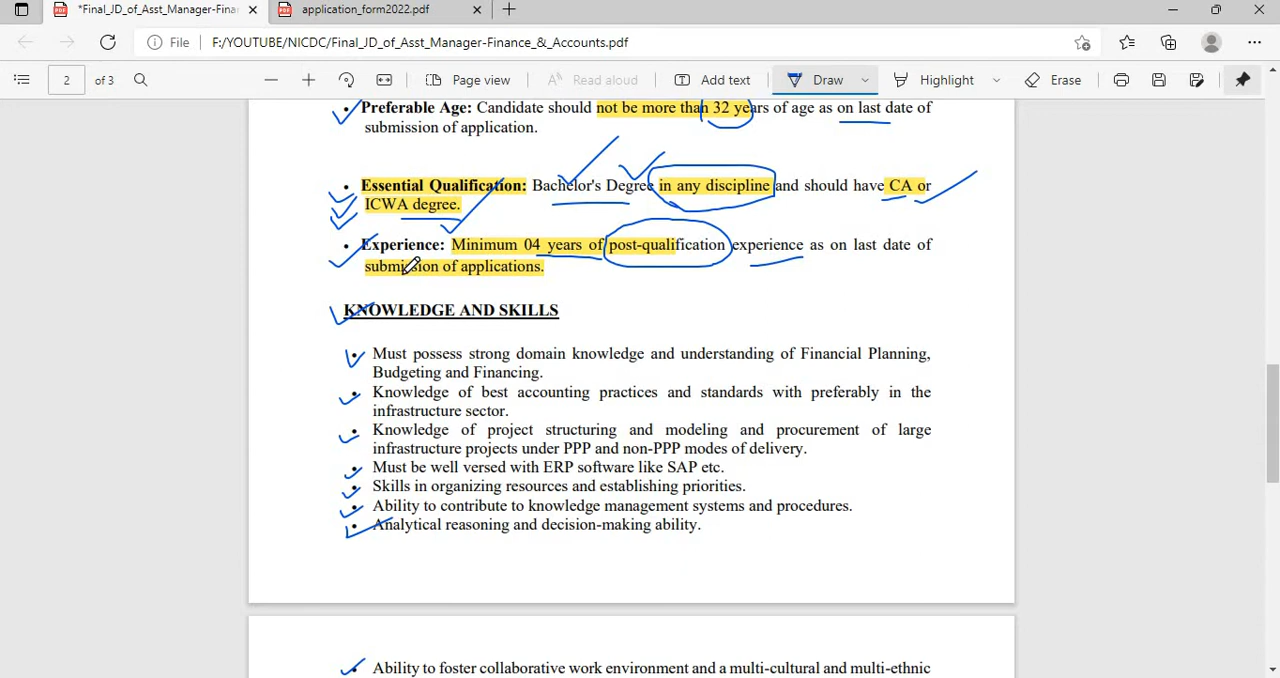 *Final_JD_of_Asst_Manager-Finan
application_form2022.pdf
File
F:/YOUTUBE/NICDC/Final_JD_of_Asst_Manager-Finance_&_Accounts.pdf
2 of 3
Page view
Read aloud
Add text
Draw
Highlight
Erase
• Preferable Age: Candidate should not be more than 32 years of age as on last date of
submission of application.
• Essential Qualification: Bachelor's Degree in any discipline and should have CA or
ICWA degree.
• Experience: Minimum 04 years of post-qualification experience as on last date of
submission of applications.
KNOWLEDGE AND SKILLS
• Must possess strong domain knowledge and understanding of Financial Planning,
Budgeting and Financing.
• Knowledge of best accounting practices and standards with preferably in the
infrastructure sector.
• Knowledge of project structuring and modeling and procurement of large
infrastructure projects under PPP and non-PPP modes of delivery.
• Must be well versed with ERP software like SAP etc.
• Skills in organizing resources and establishing priorities.
• Ability to contribute to knowledge management systems and procedures.
• Analytical reasoning and decision-making ability.
• Ability to foster collaborative work environment and a multi-cultural and multi-ethnic